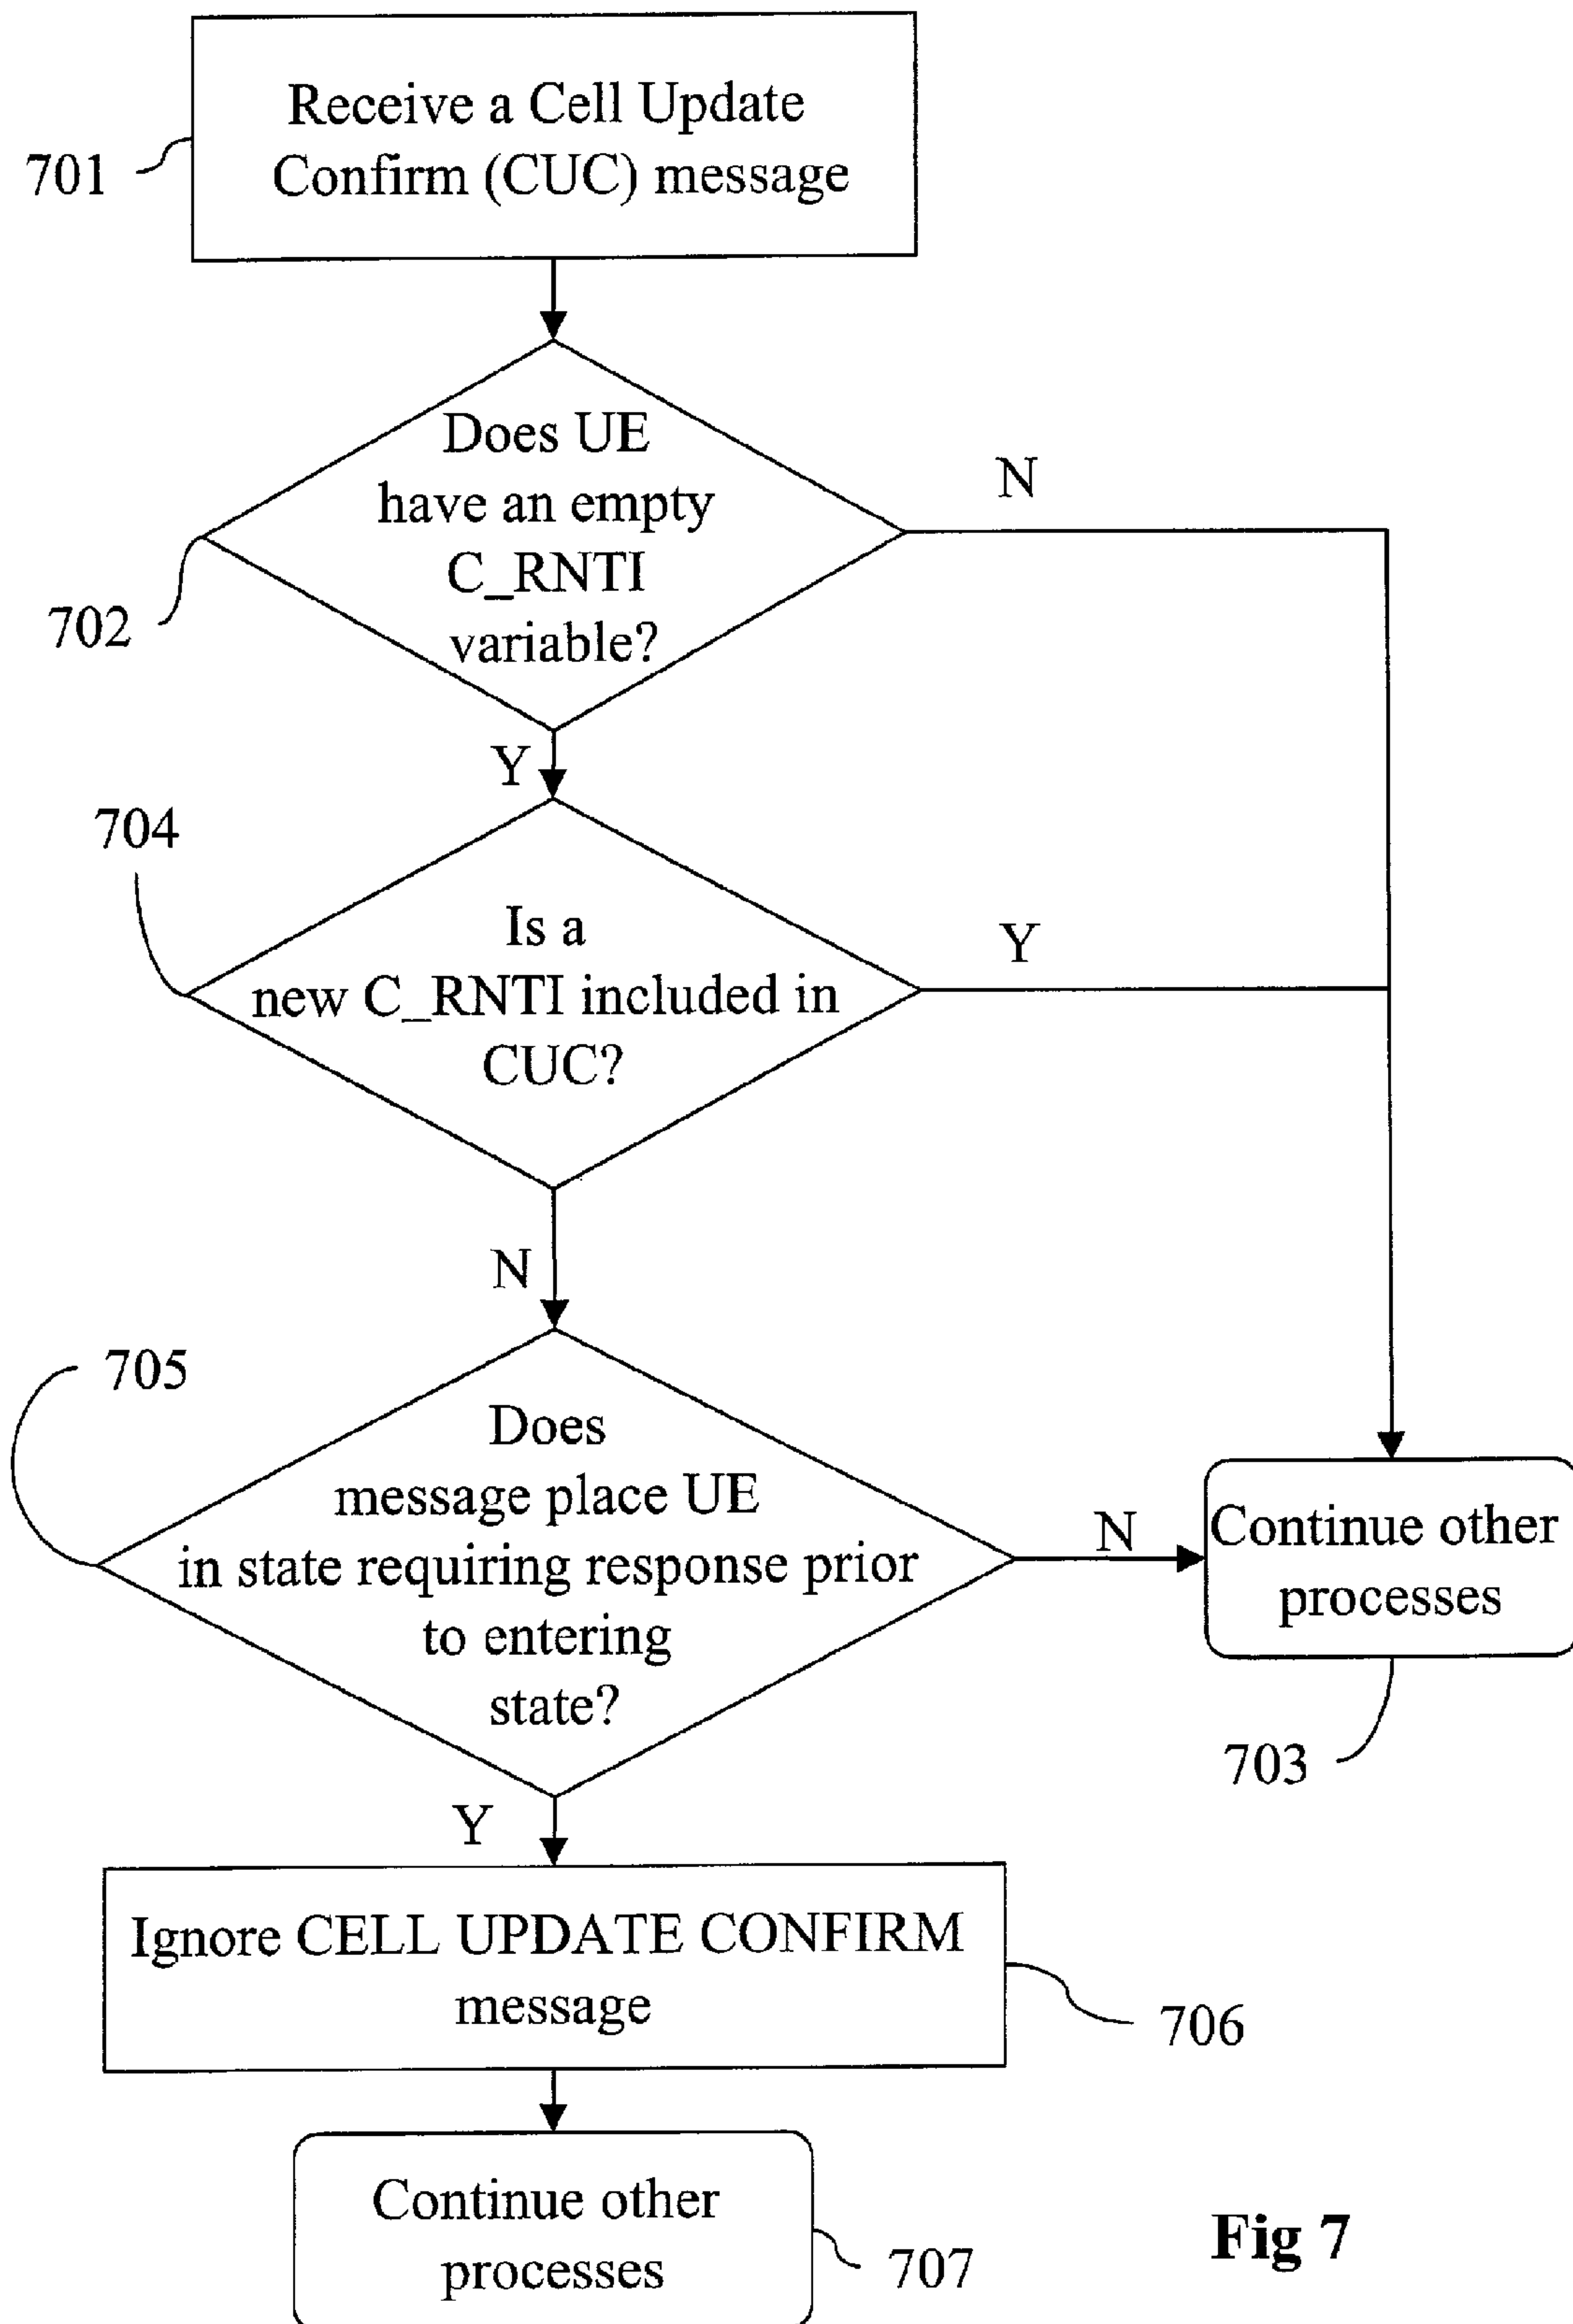 Receive a Cell Update
Confirm (CUC) message
701
Does UE
have an empty
C_RNTI
variable?
N
702
Y
704
Is a
new C_RNTI included in
CUC?
Y
N
705
Does
message place UE
in state requiring response prior
to entering
state?
N
Continue other
processes
703
Y
Ignore CELL UPDATE CONFIRM
message
706
Continue other
processes
707
Fig 7